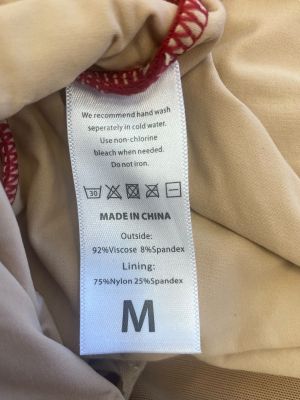 We recommend hand wash
seperately in cold water.
Use non-chlorine
bleach when needed.
Do not iron.
30
MADE IN CHINA
Outside:
92%Viscose 8%Spandex
Lining:
75%Nylon 25%Spandex
M